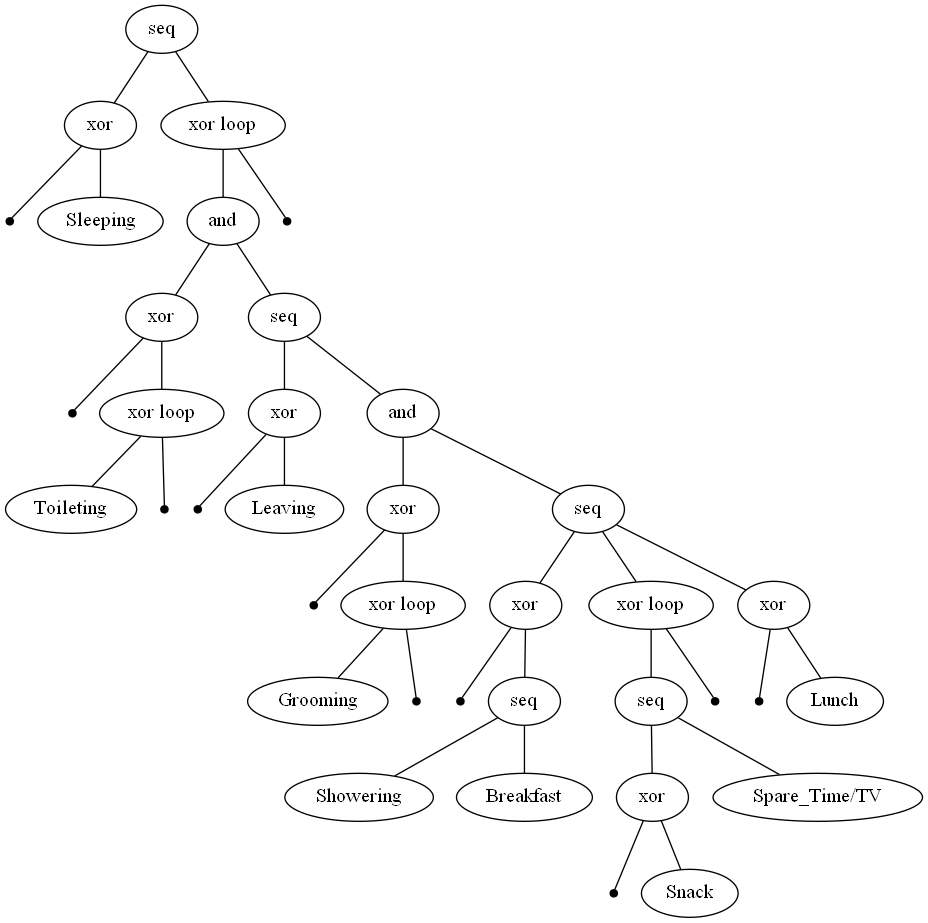 seq
xor
xor loop
Sleeping
and
xor
seq
xor loop
xor
and
Toileting
Leaving
xor
seq
xor loop
xor
xor loop
xor
Grooming
seq
seq
Lunch
Showering
Breakfast
xor
Spare_Time/TV
Snack